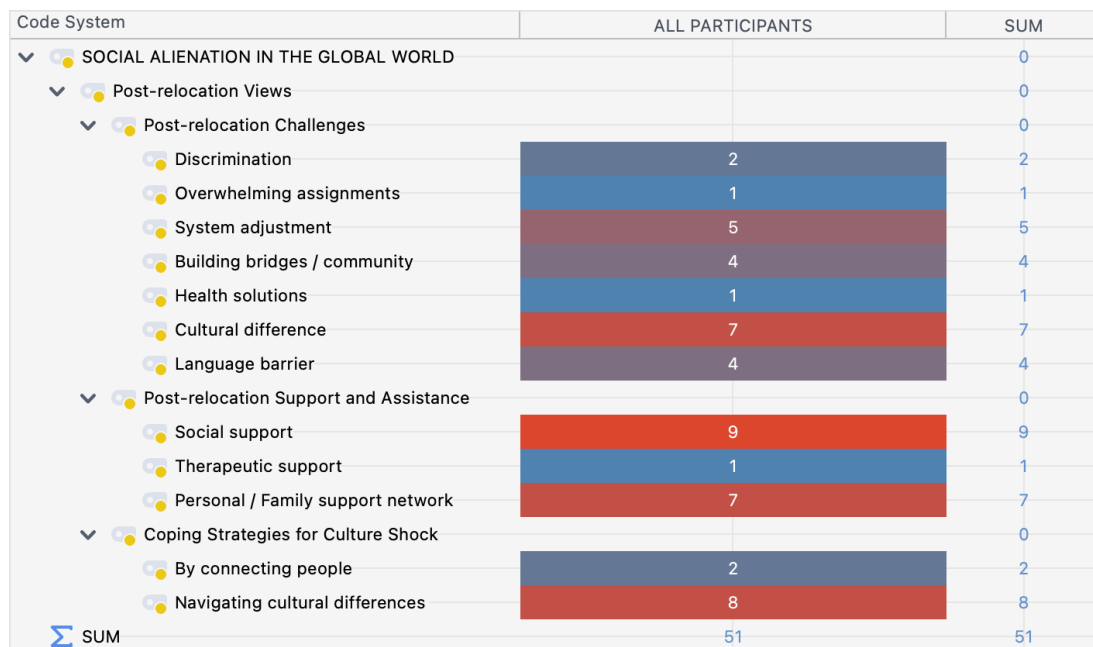 Code System ALL PARTICIPANTS SUM
SOCIAL ALIENATION IN THE GLOBAL WORLD 0
Post-relocation Views 0
Post-relocation Challenges 0
Discrimination 2 2
Overwhelming assignments 1 1
System adjustment 5 5
Building bridges / community 4 4
Health solutions 1 1
Cultural difference 7 7
Language barrier 4 4
Post-relocation Support and Assistance 0
Social support 9 9
Therapeutic support 1 1
Personal / Family support network 7 7
Coping Strategies for Culture Shock 0
By connecting people 2 2
Navigating cultural differences 8 8
Σ SUM 51 51